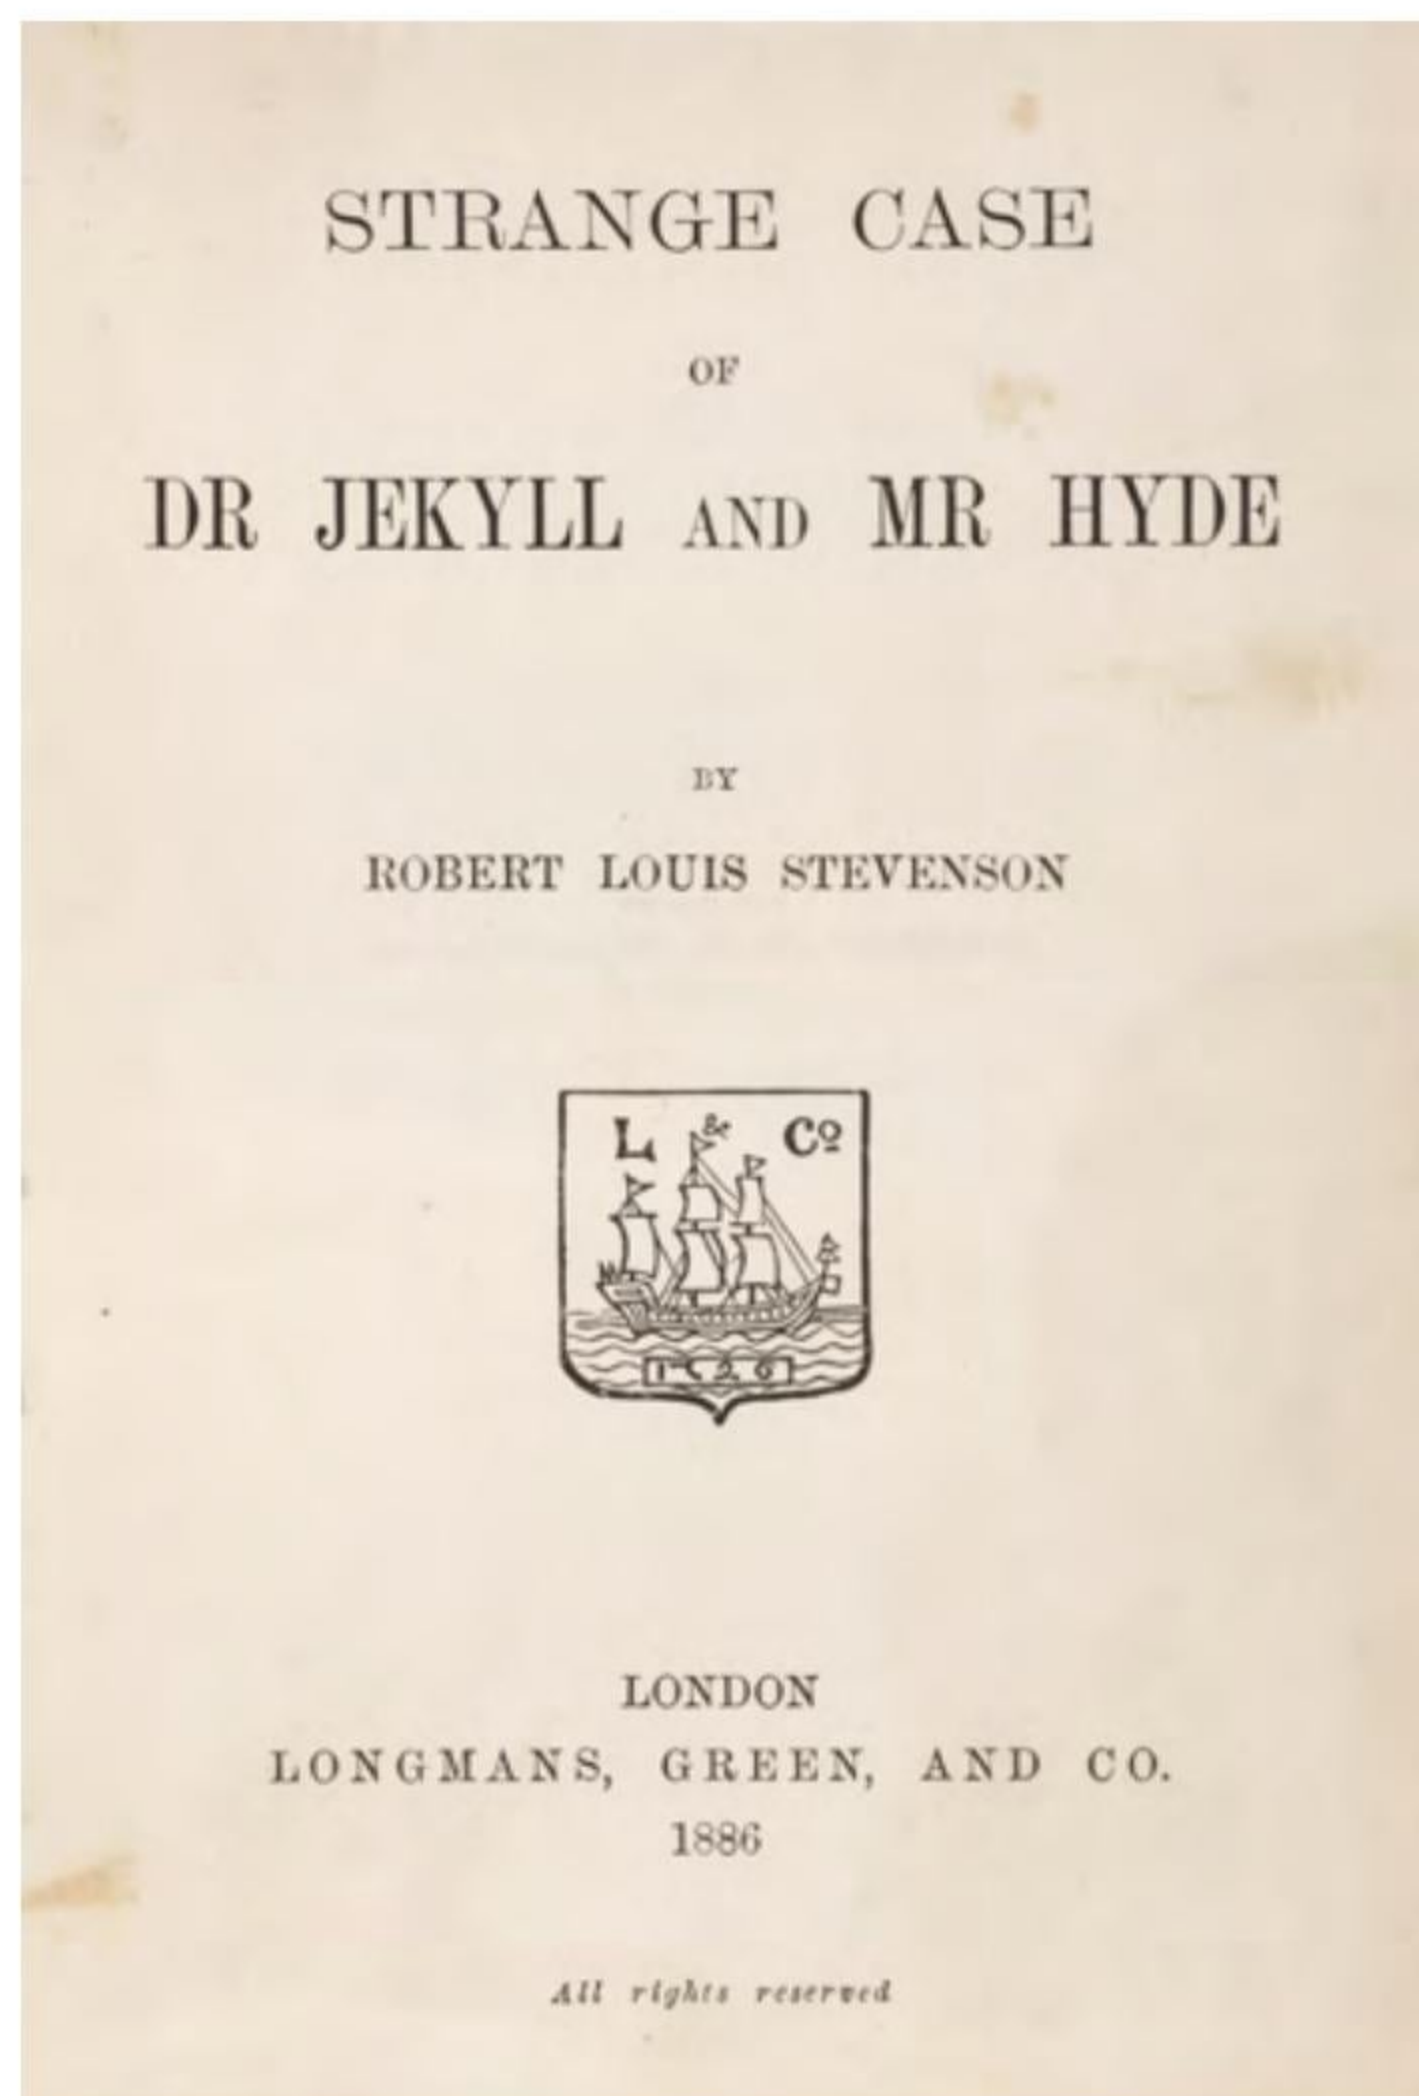 STRANGE CASE
OF
DR JEKYLL AND MR HYDE
BY
ROBERT LOUIS STEVENSON
L & Co
1726
LONDON
LONGMANS, GREEN, AND CO.
1886
All rights reserved